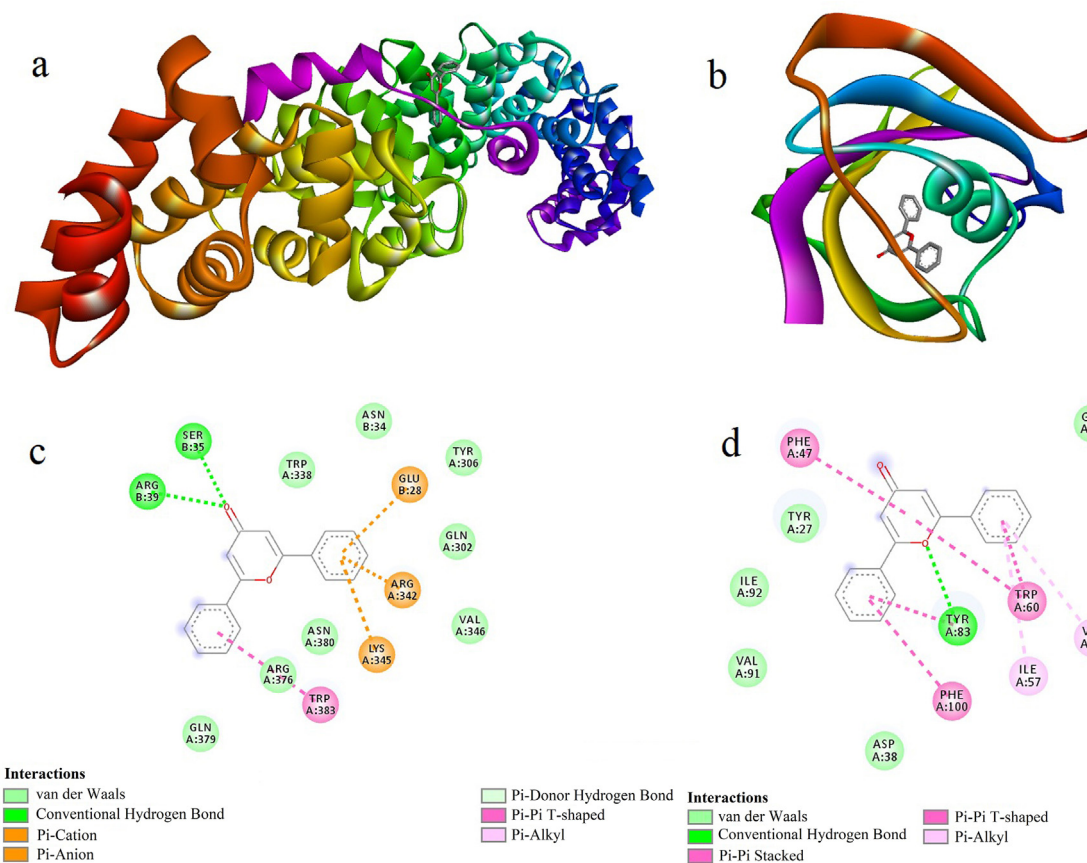 a
b
c
SER
B:35
ARG
B:39
ASN
B:34
TRP
A:338
TYR
A:306
GLU
B:28
GLN
A:302
ARG
A:342
VAL
A:346
ASN
A:380
LYS
A:345
ARG
A:376
TRP
A:383
GLN
A:379
O
O
d
PHE
A:47
TYR
A:27
ILE
A:92
VAL
A:91
TYR
A:83
TRP
A:60
ILE
A:57
PHE
A:100
ASP
A:38
O
O
Interactions
van der Waals
Conventional Hydrogen Bond
Pi-Cation
Pi-Anion
Pi-Donor Hydrogen Bond
Pi-Pi T-shaped
Pi-Alkyl
Interactions
van der Waals
Conventional Hydrogen Bond
Pi-Pi Stacked
Pi-Pi T-shaped
Pi-Alkyl